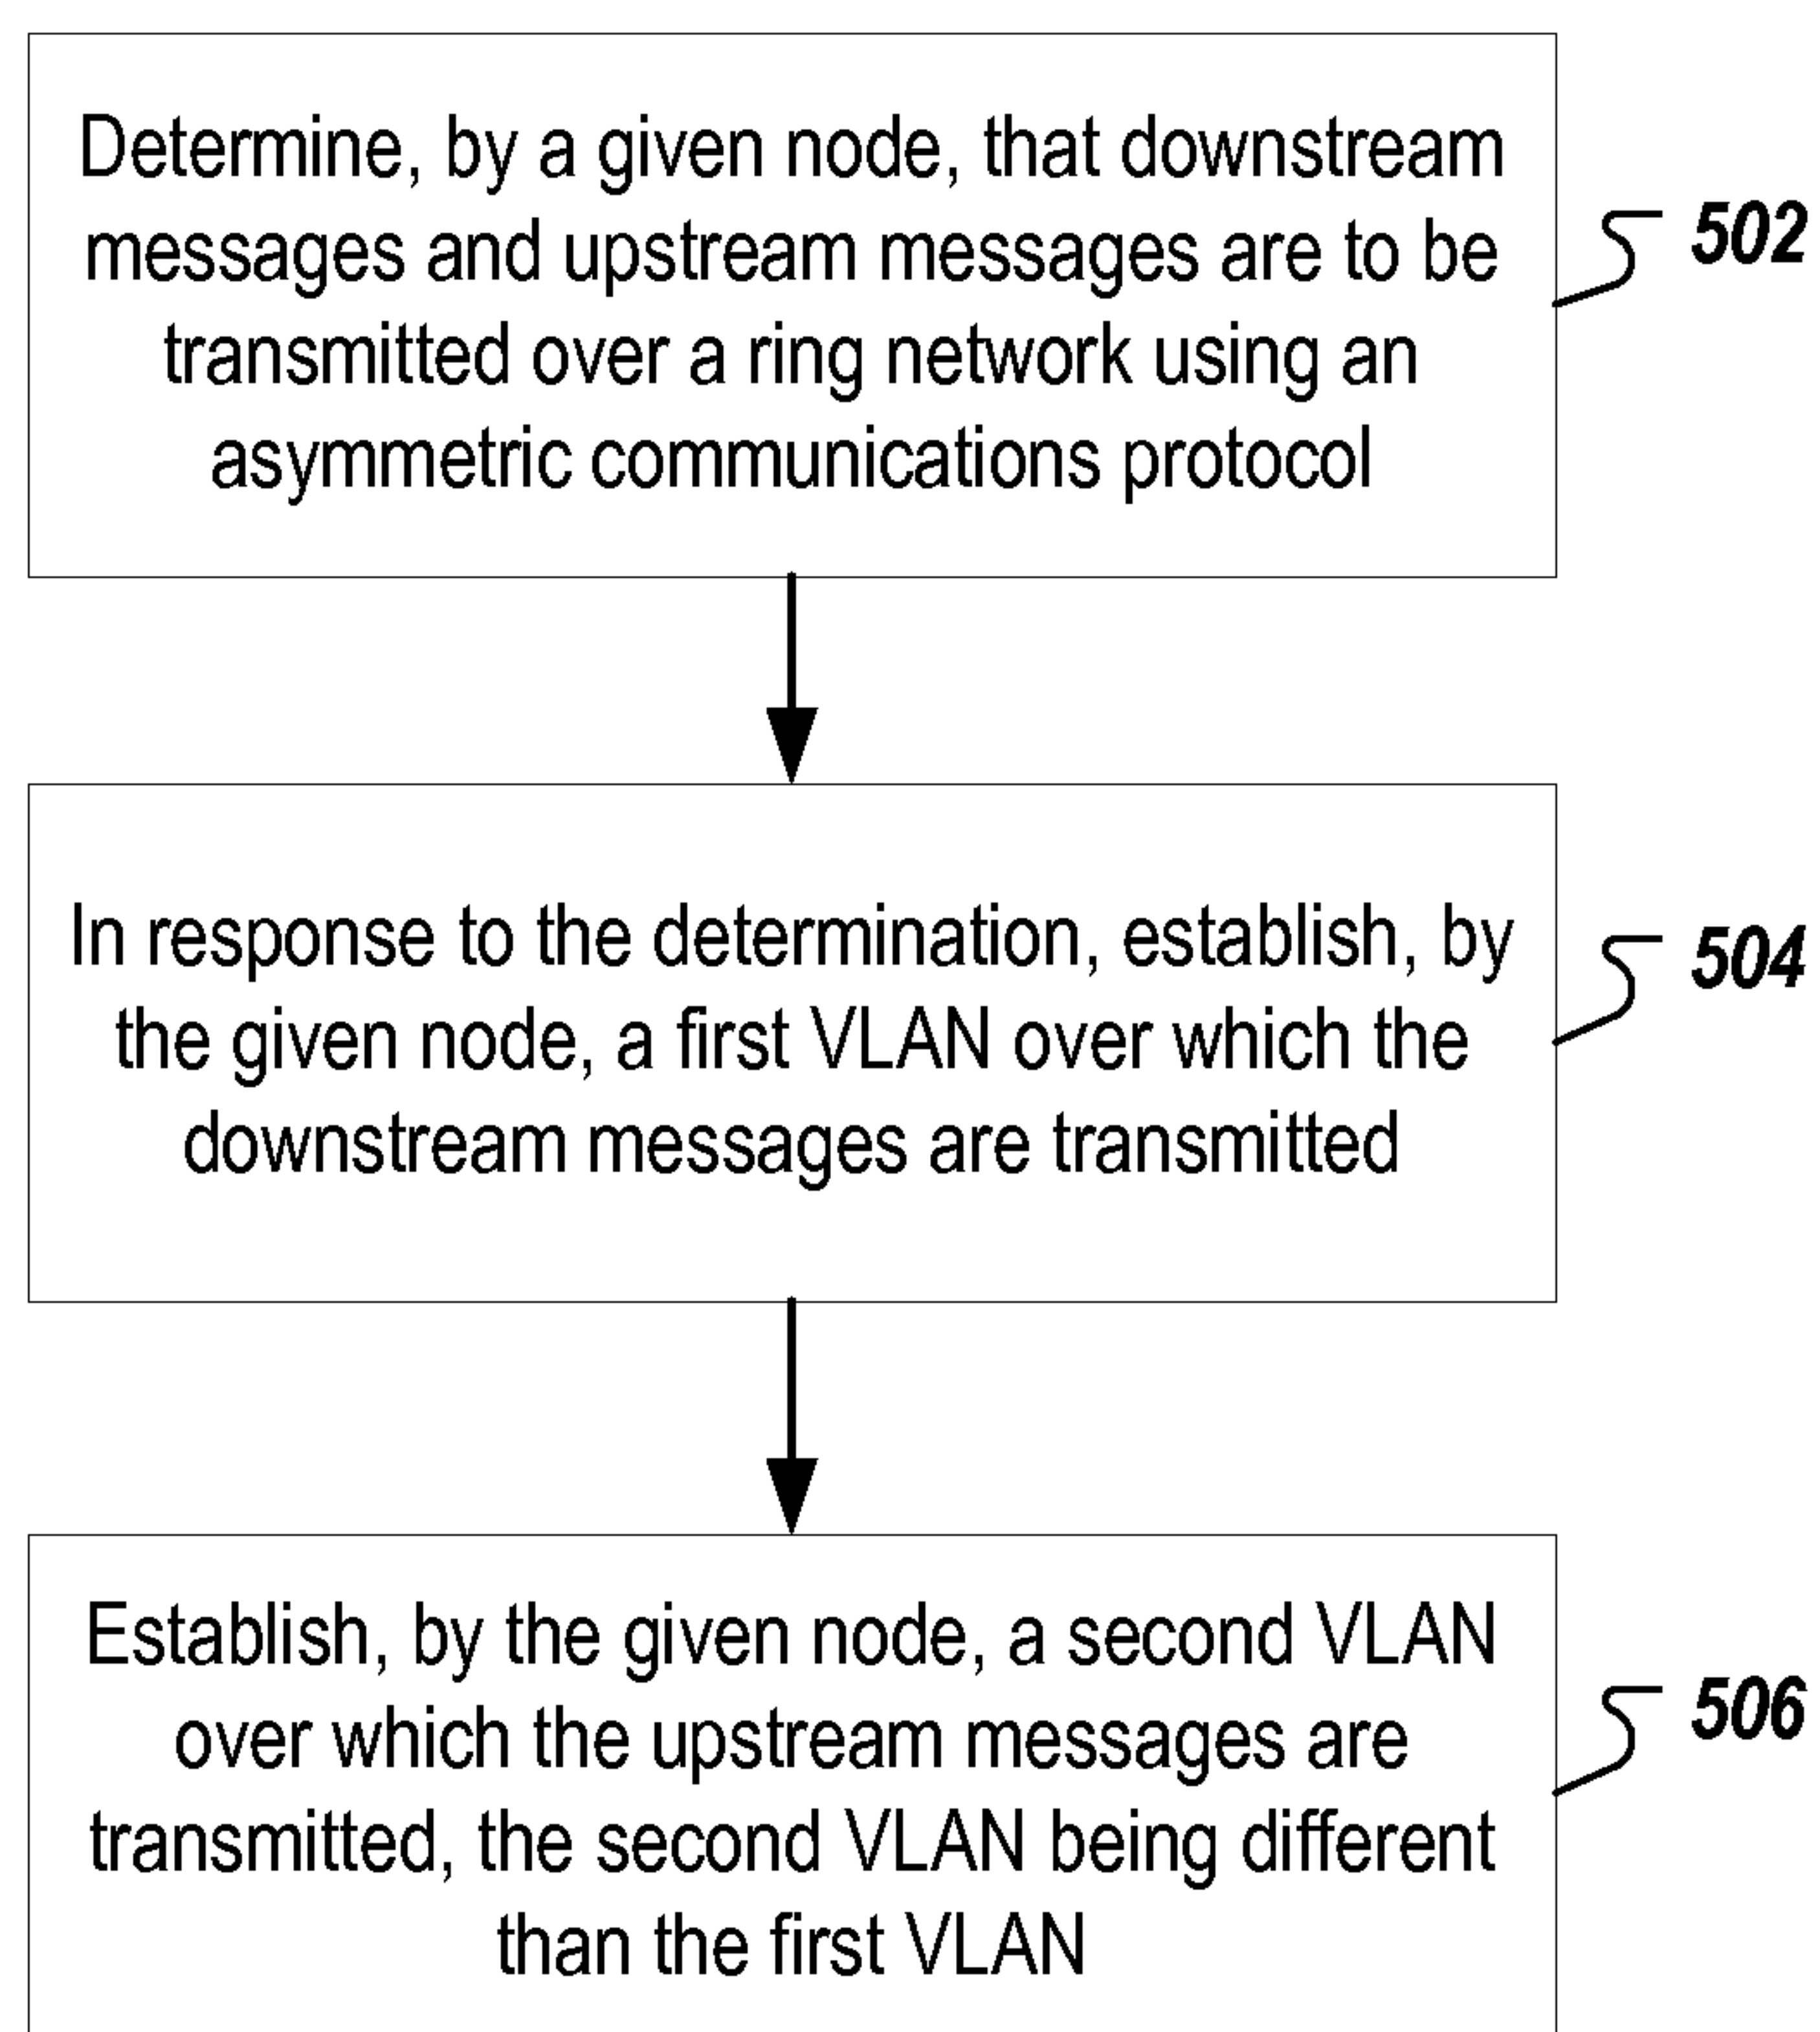 Determine, by a given node, that downstream
messages and upstream messages are to be
transmitted over a ring network using an
asymmetric communications protocol
502
In response to the determination, establish, by
the given node, a first VLAN over which the
downstream messages are transmitted
504
Establish, by the given node, a second VLAN
over which the upstream messages are
transmitted, the second VLAN being different
than the first VLAN
506